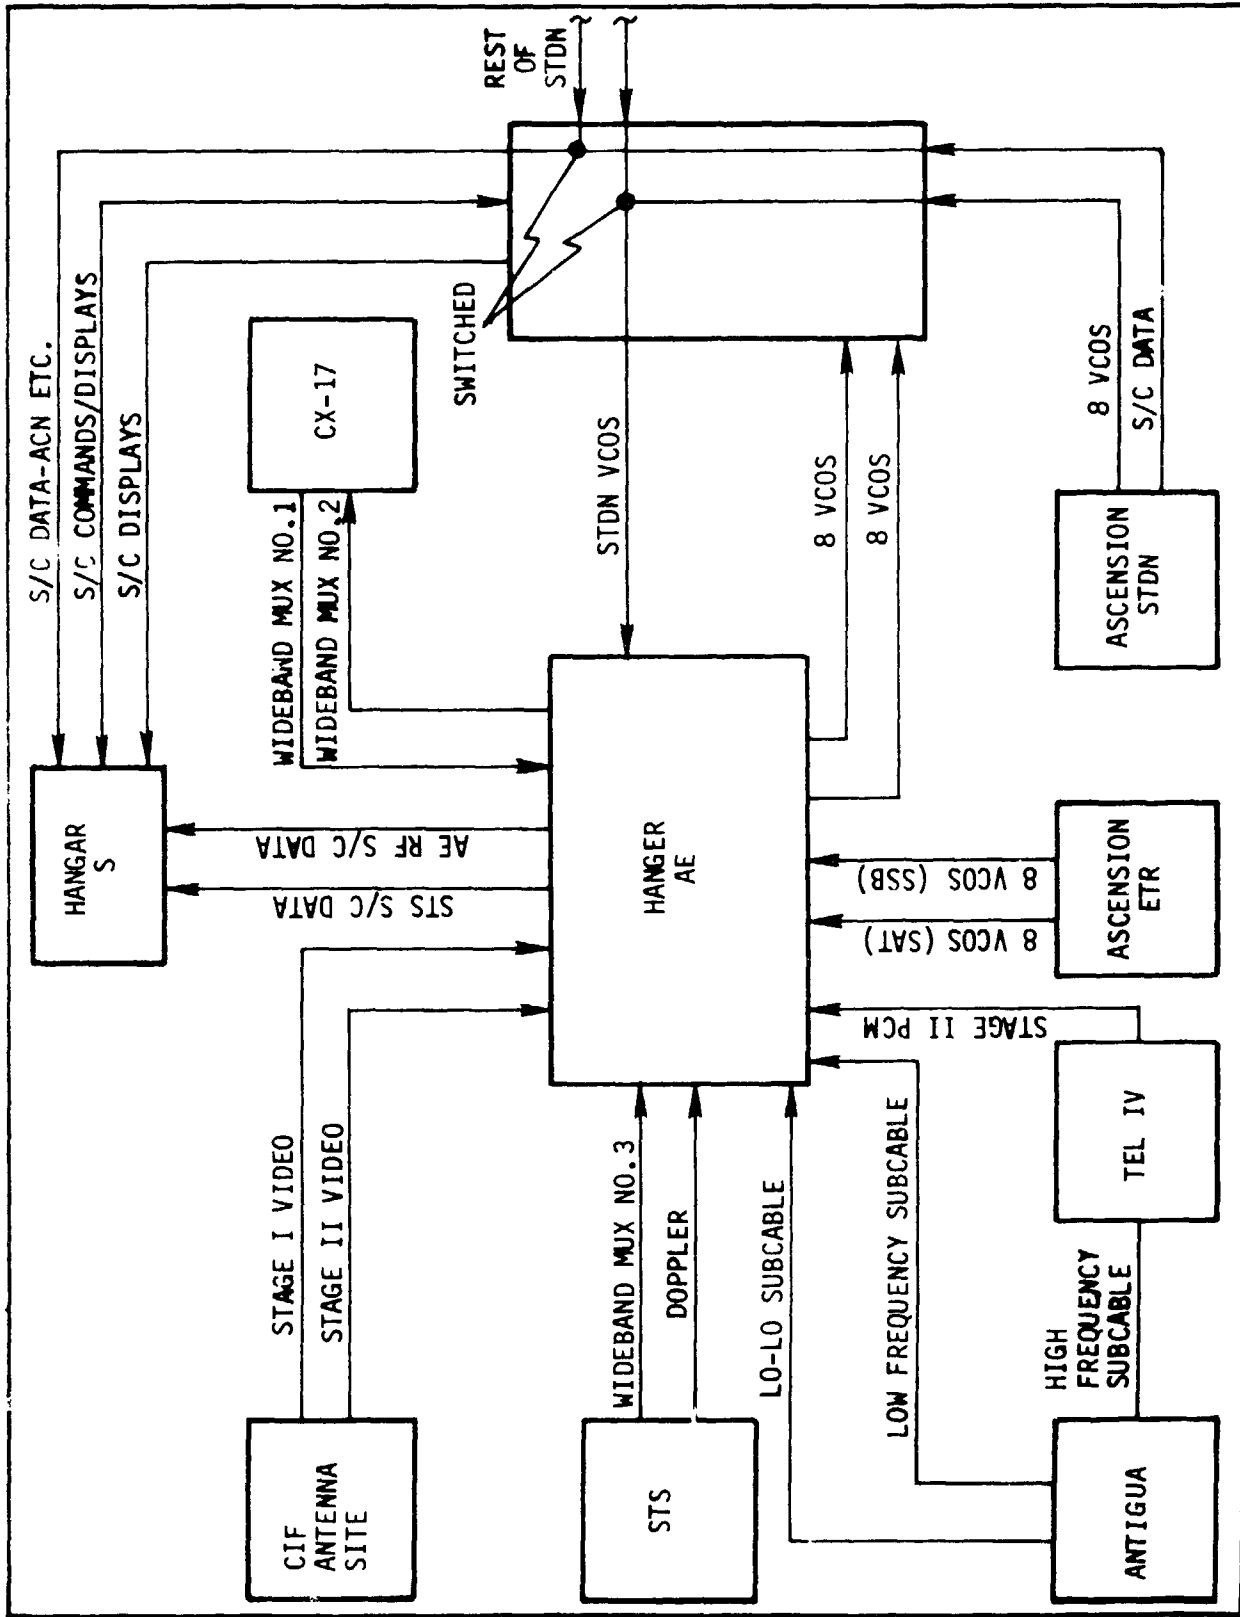 CIF
ANTENNA
SITE
STAGE I VIDEO
STAGE II VIDEO
HANGAR
S
S/C DATA-ACN ETC.
S/C COMMANDS/DISPLAYS
S/C DISPLAYS
STS S/C DATA
AE RF S/C DATA
WIDEBAND MUX NO.1
WIDEBAND MUX NO.2
CX-17
SWITCHED
REST
OF
STDN
STS
WIDEBAND MUX NO.3
DOPPLER
HANGER
AE
STDN VCOS
LO-LO SUBCABLE
LOW FREQUENCY SUBCABLE
STAGE II PCM
8 VCOS (SAT)
8 VCOS (SSB)
8 VCOS
8 VCOS
ANTIGUA
HIGH
FREQUENCY
SUBCABLE
TEL IV
ASCENSION
ETR
ASCENSION
STDN
8 VCOS
S/C DATA